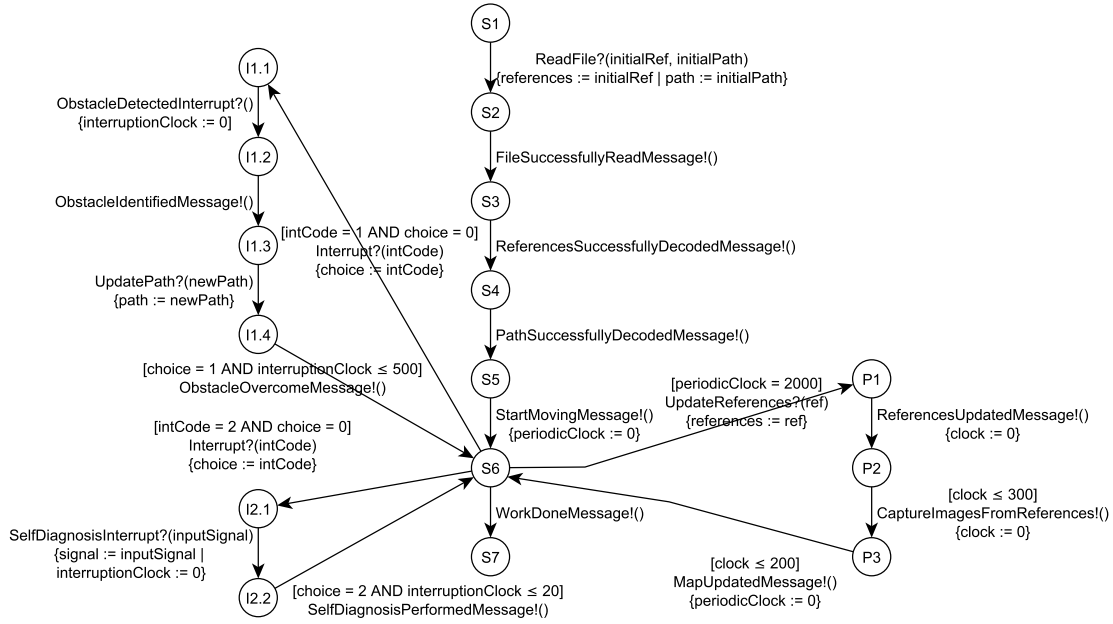 S1
ReadFile?(initialRef, initialPath)
{references := initialRef | path := initialPath}
S2
FileSuccessfullyReadMessage!()
S3
ReferencesSuccessfullyDecodedMessage!()
S4
PathSuccessfullyDecodedMessage!()
S5
StartMovingMessage!()
{periodicClock := 0}
S6
WorkDoneMessage!()
S7
I1.1
ObstacleDetectedInterrupt?()
{interruptionClock := 0]
I1.2
ObstacleIdentifiedMessage!()
I1.3
UpdatePath?(newPath)
{path := newPath}
I1.4
[choice = 1 AND interruptionClock ≤ 500]
ObstacleOvercomeMessage!()
[intCode = 1 AND choice = 0]
Interrupt?(intCode)
{choice := intCode}
[intCode = 2 AND choice = 0]
Interrupt?(intCode)
{choice := intCode}
I2.1
SelfDiagnosisInterrupt?(inputSignal)
{signal := inputSignal |
interruptionClock := 0}
I2.2
[choice = 2 AND interruptionClock ≤ 20]
SelfDiagnosisPerformedMessage!()
[periodicClock = 2000]
UpdateReferences?(ref)
{references := ref}
P1
ReferencesUpdatedMessage!()
{clock := 0}
P2
[clock ≤ 300]
CaptureImagesFromReferences!()
{clock := 0}
P3
[clock ≤ 200]
MapUpdatedMessage!()
{periodicClock := 0}